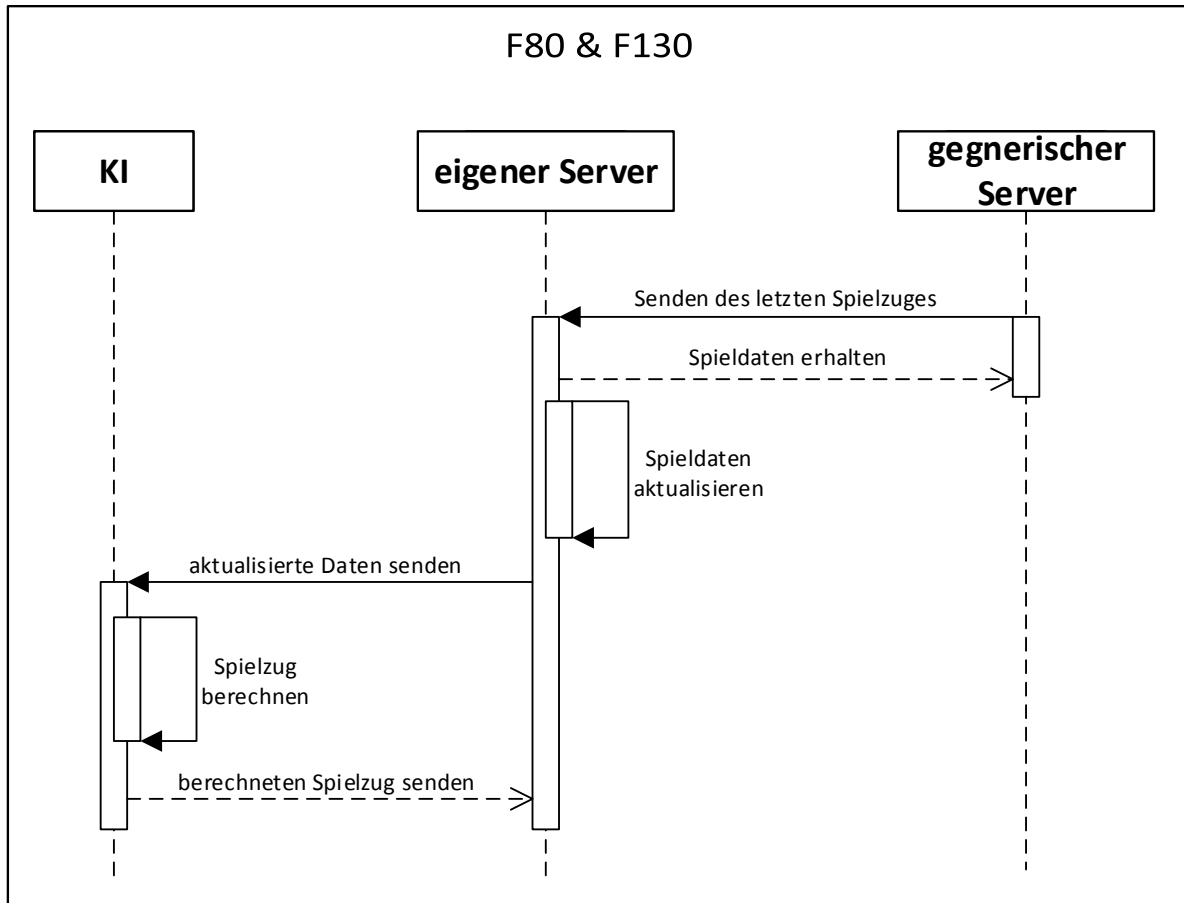 F80 & F130
KI
eigener Server
gegnerischer
Server
Senden des letzten Spielzuges
Spieldaten erhalten
Spieldaten
aktualisieren
aktualisierte Daten senden
Spielzug
berechnen
berechneten Spielzug senden